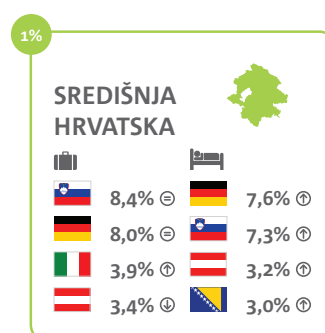 1%
SREDIŠNJA
HRVATSKA
8,4% 7,6%
8,0% 7,3%
3,9% 3,2%
3,4% 3,0%